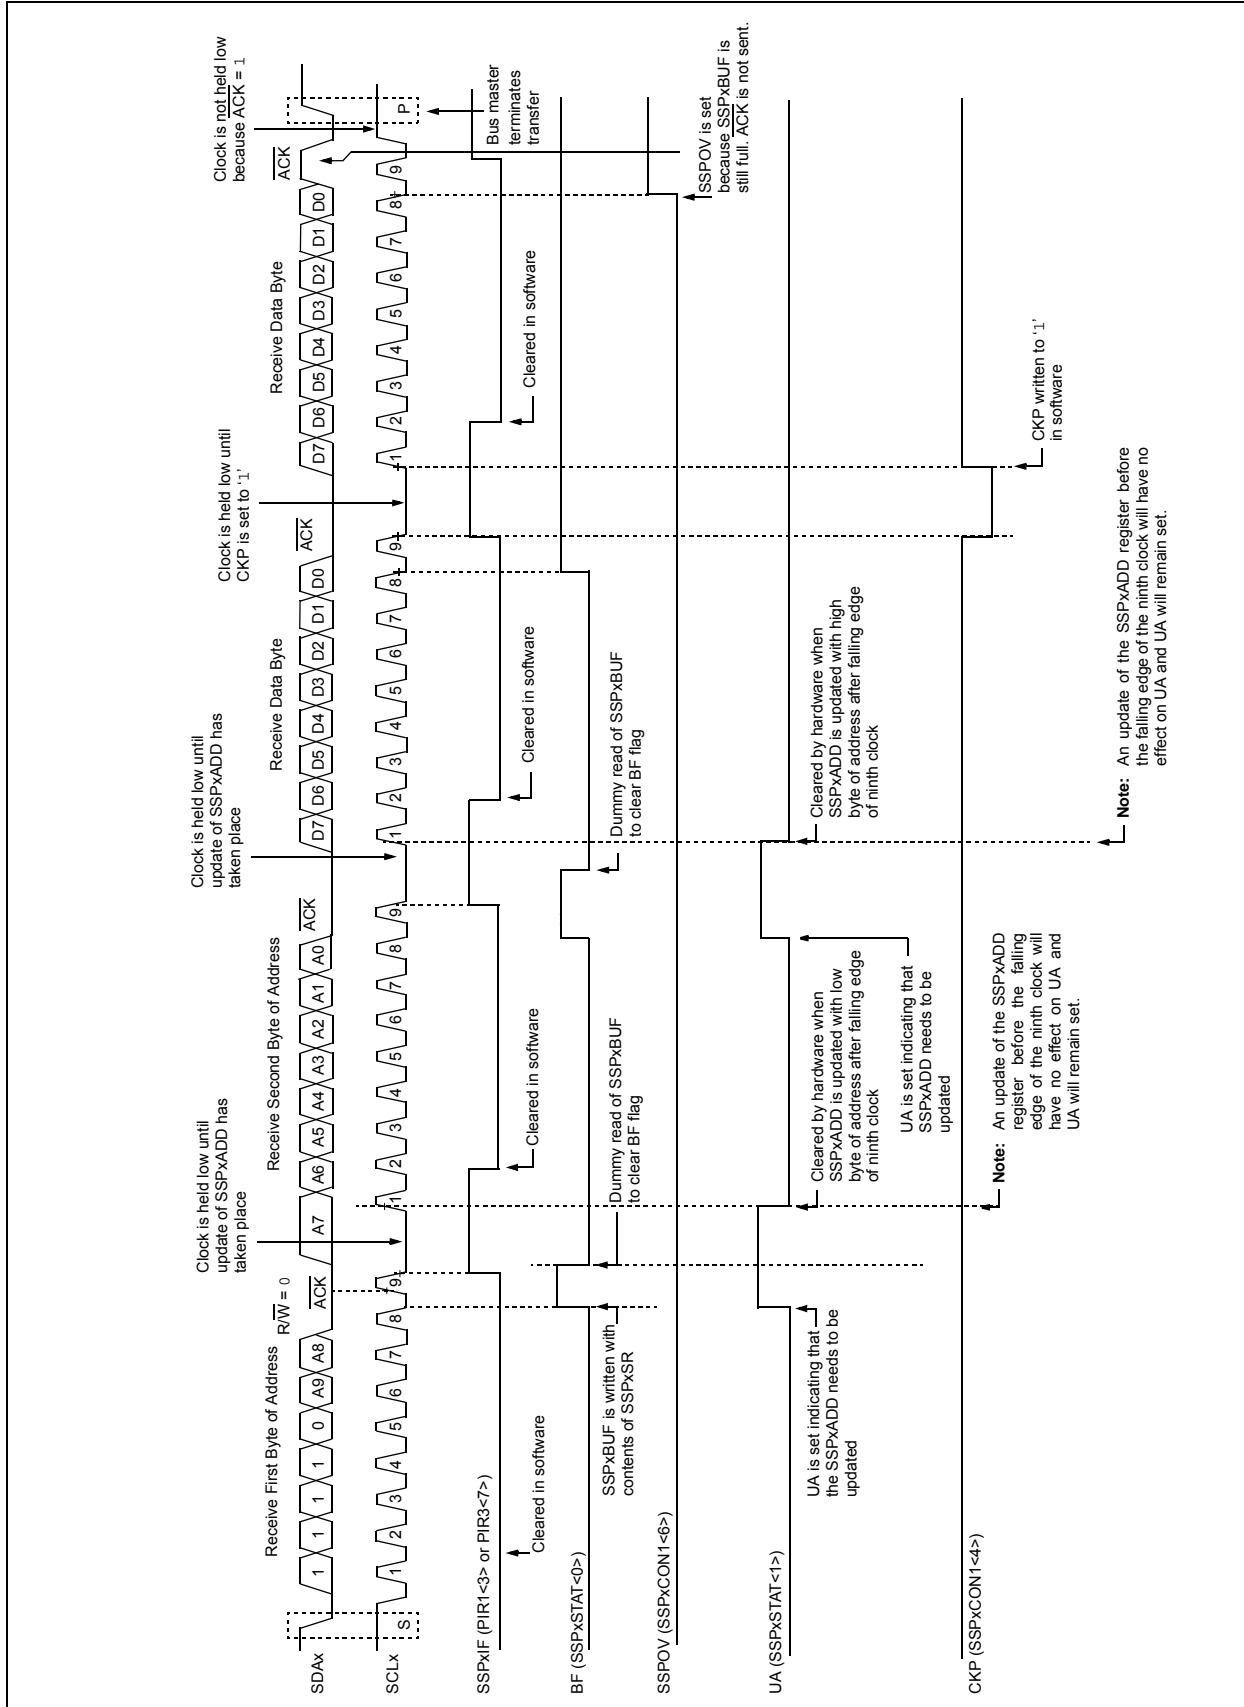 Clock is not held low
because ACK = 1
Clock is held low until
CKP is set to ‘1’
Clock is held low until
update of SSPxADD has
taken place
Clock is held low until
update of SSPxADD has
taken place
Receive First Byte of Address
R/W = 0
ACK
Receive Second Byte of Address
ACK
Receive Data Byte
ACK
Receive Data Byte
ACK
SDAx
1 1 1 1 0 A9 A8
A7 A6 A5 A4 A3 A2 A1 A0
D7 D6 D5 D4 D3 D2 D1 D0
D7 D6 D5 D4 D3 D2 D1 D0
SCLx
S
1 2 3 4 5 6 7 8 9
1 2 3 4 5 6 7 8 9
1 2 3 4 5 6 7 8 9
1 2 3 4 5 6 7 8 9
P
Bus master
terminates
transfer
SSPxIF (PIR1<3> or PIR3<7>)
Cleared in software
Cleared in software
Cleared in software
Cleared in software
BF (SSPxSTAT<0>)
SSPxBUF is written with
contents of SSPxSR
Dummy read of SSPxBUF
to clear BF flag
Dummy read of SSPxBUF
to clear BF flag
SSPOV (SSPxCON1<6>)
SSPOV is set
because SSPxBUF is
still full. ACK is not sent.
UA (SSPxSTAT<1>)
UA is set indicating that
the SSPxADD needs to be
updated
Cleared by hardware when
SSPxADD is updated with low
byte of address after falling edge
of ninth clock
UA is set indicating that
SSPxADD needs to be
updated
Cleared by hardware when
SSPxADD is updated with high
byte of address after falling edge
of ninth clock
CKP (SSPxCON1<4>)
CKP written to ‘1’
in software
Note: An update of the SSPxADD
register before the falling
edge of the ninth clock will
have no effect on UA and
UA will remain set.
Note: An update of the SSPxADD register before
the falling edge of the ninth clock will have no
effect on UA and UA will remain set.